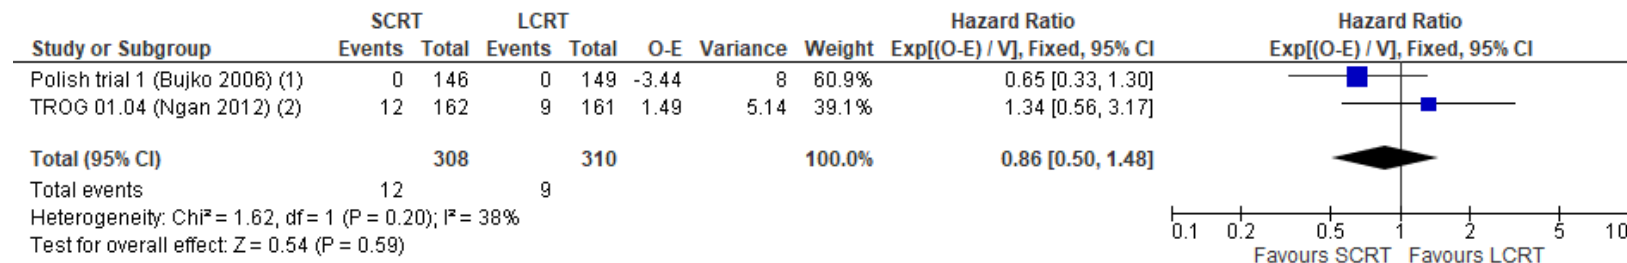 SCRT LCRT Hazard Ratio Hazard Ratio
Study or Subgroup Events Total Events Total O-E Variance Weight Exp[(O-E) / V], Fixed, 95% CI Exp[(O-E) / V], Fixed, 95% CI
Polish trial 1 (Bujko 2006) (1) 0 146 0 149 -3.44 8 60.9% 0.65 [0.33, 1.30]
TROG 01.04 (Ngan 2012) (2) 12 162 9 161 1.49 5.14 39.1% 1.34 [0.56, 3.17]
Total (95% CI) 308 310 100.0% 0.86 [0.50, 1.48]
Total events 12 9
Heterogeneity: Chi² = 1.62, df = 1 (P = 0.20); I² = 38%
Test for overall effect: Z = 0.54 (P = 0.59)
0.1 0.2 0.5 1 2 5 10
Favours SCRT Favours LCRT